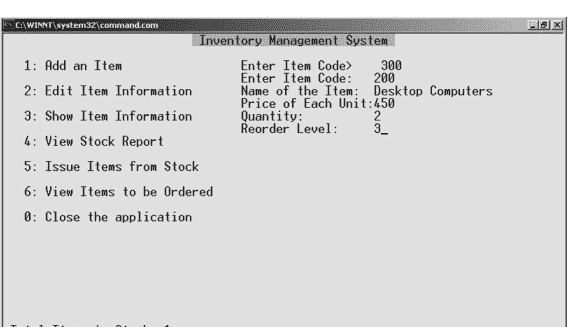 C:\WINNT\system32\command.com
Inventory Management System
1: Add an Item
2: Edit Item Information
3: Show Item Information
4: View Stock Report
5: Issue Items from Stock
6: View Items to be Ordered
0: Close the application
Enter Item Code> 300
Enter Item Code: 200
Name of the Item: Desktop Computers
Price of Each Unit:450
Quantity: 2
Reorder Level: 3_